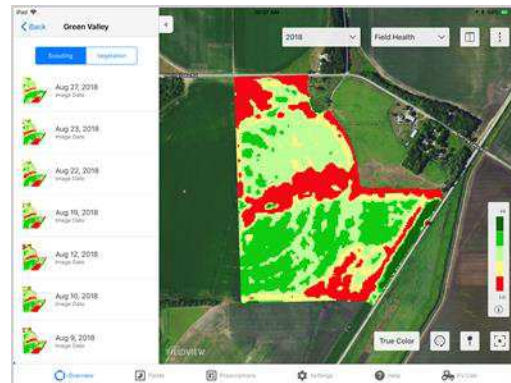 iPad
Back
Green Valley
Scouting
Vegetation
Aug 27, 2018
Image Date
Aug 23, 2018
Image Date
Aug 22, 2018
Image Date
Aug 19, 2018
Image Date
Aug 12, 2018
Image Date
Aug 10, 2018
Image Date
Aug 9, 2018
Image Date
2018
Field Health
True Color
FIELDVIEW
Overview
Fields
Prescriptions
Settings
Help